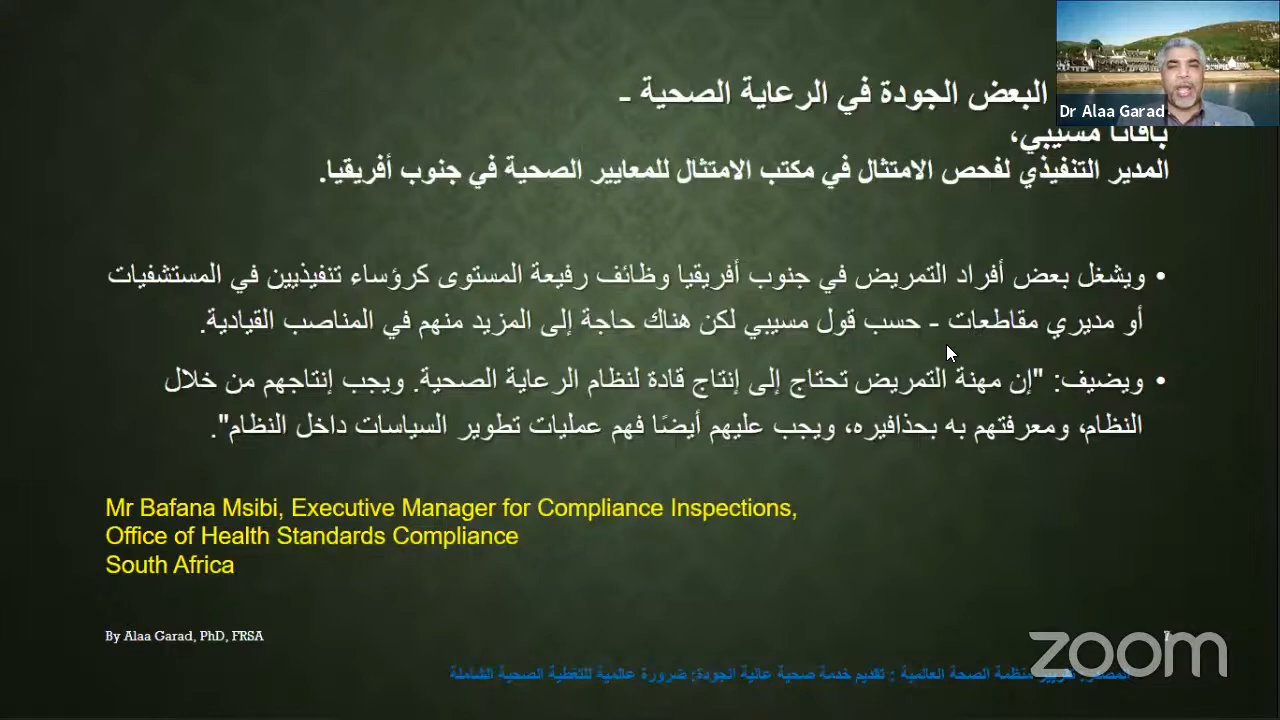 Dr Alaa Garad
البعض الجودة في الرعاية الصحية -
بافانا مسيبي،
المدير التنفيذي لفحص الامتثال في مكتب الامتثال للمعايير الصحية في جنوب أفريقيا.
• ويشغل بعض أفراد التمريض في جنوب أفريقيا وظائف رفيعة المستوى كرؤساء تنفيذيين في المستشفيات
أو مديري مقاطعات - حسب قول مسيبي لكن هناك حاجة إلى المزيد منهم في المناصب القيادية.
• ويضيف: "إن مهنة التمريض تحتاج إلى إنتاج قادة لنظام الرعاية الصحية. ويجب إنتاجهم من خلال
النظام، ومعرفتهم به بحذافيره، ويجب عليهم أيضًا فهم عمليات تطوير السياسات داخل النظام".
Mr Bafana Msibi, Executive Manager for Compliance Inspections,
Office of Health Standards Compliance
South Africa
By Alaa Garad, PhD, FRSA
zoom
المصدر: تقرير منظمة الصحة العالمية : تقديم خدمة صحية عالية الجودة: ضرورة عالمية للتغطية الصحية الشاملة